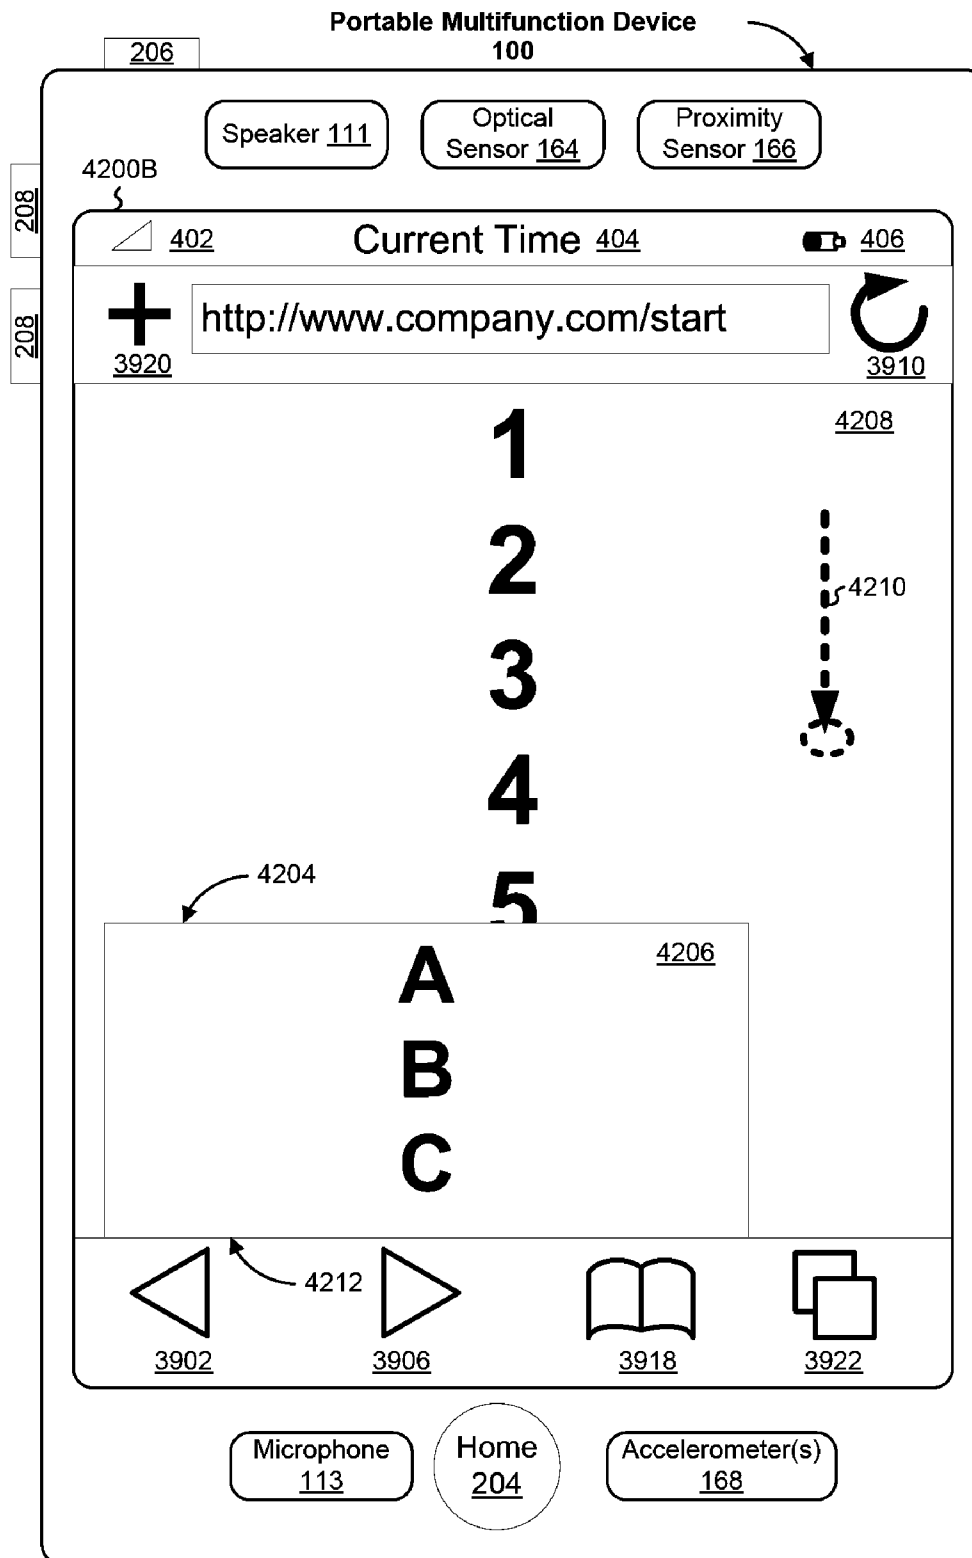 Portable Multifunction Device
100
206
Speaker 111
Optical
Sensor 164
Proximity
Sensor 166
208
4200B
402
Current Time 404
406
208
http://www.company.com/start
3920
3910
1
4208
2
4210
3
4
4204
5
A
4206
B
C
4212
3902
3906
3918
3922
Microphone
113
Home
204
Accelerometer(s)
168